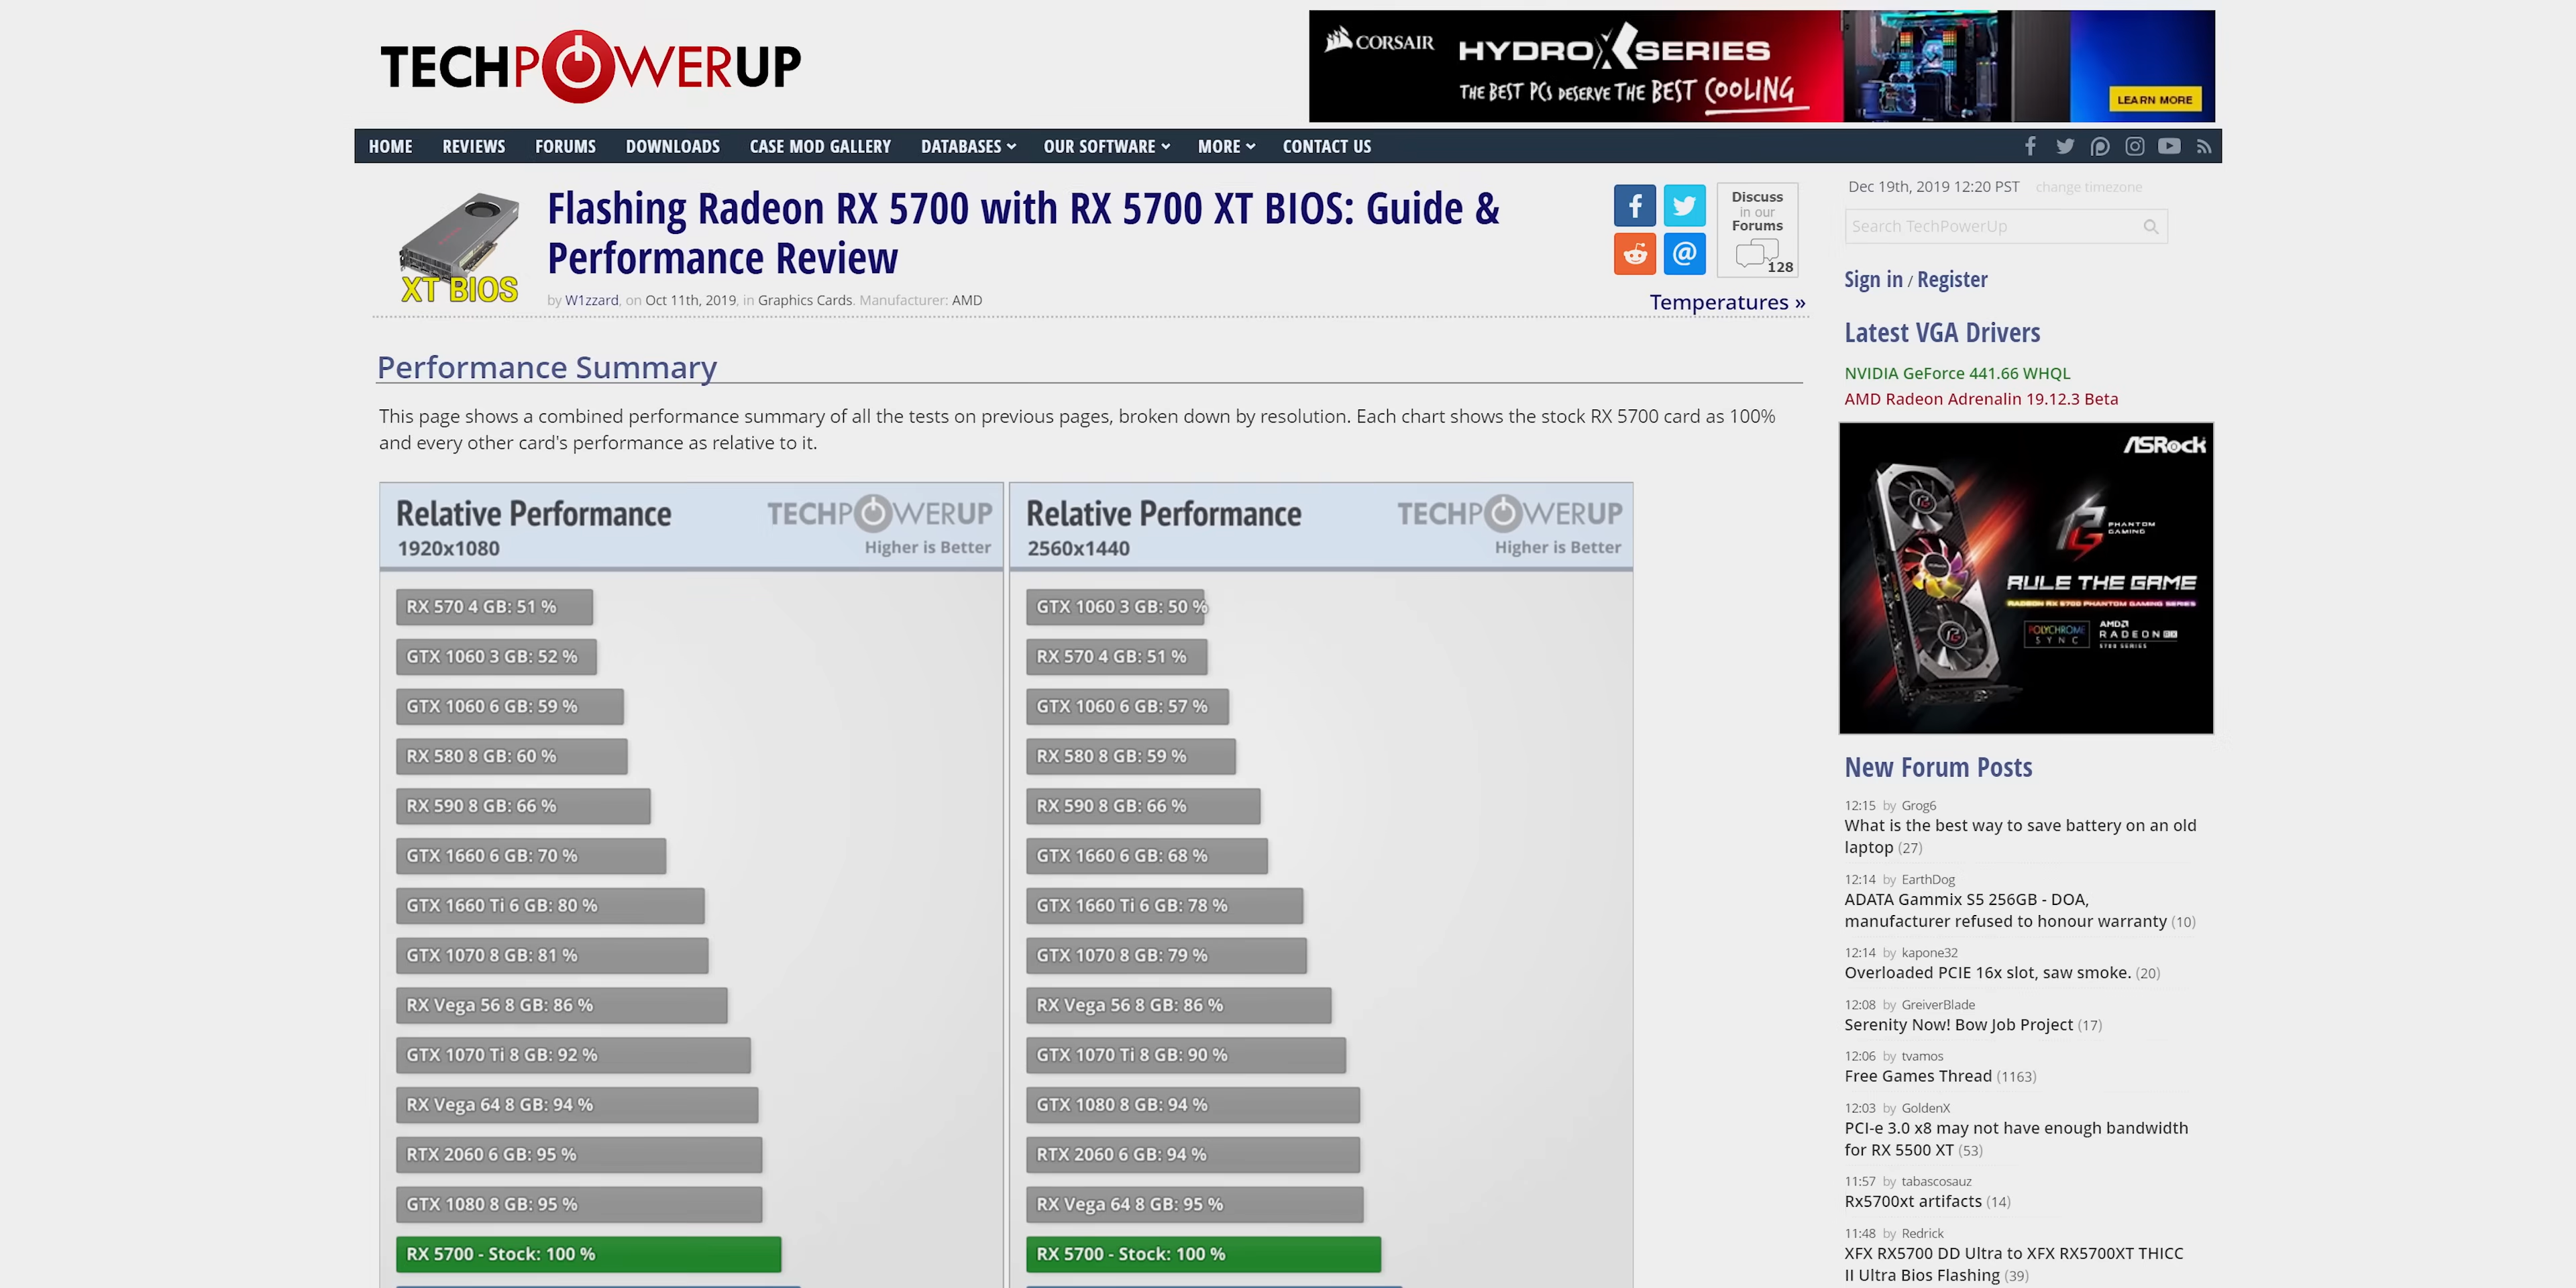 TECHPOWERUP
CORSAIR
HYDRO X SERIES
THE BEST PCs DESERVE THE BEST COOLING
LEARN MORE
HOME REVIEWS FORUMS DOWNLOADS CASE MOD GALLERY DATABASES OUR SOFTWARE MORE CONTACT US
XT BIOS
Flashing Radeon RX 5700 with RX 5700 XT BIOS: Guide &
Performance Review
by W1zzard, on Oct 11th, 2019, in Graphics Cards. Manufacturer: AMD
Discuss
in our
Forums
128
Temperatures »
Performance Summary
This page shows a combined performance summary of all the tests on previous pages, broken down by resolution. Each chart shows the stock RX 5700 card as 100%
and every other card's performance as relative to it.
Relative Performance
TECHPOWERUP
1920x1080
Higher is Better
RX 570 4 GB: 51 %
GTX 1060 3 GB: 52 %
GTX 1060 6 GB: 59 %
RX 580 8 GB: 60 %
RX 590 8 GB: 66 %
GTX 1660 6 GB: 70 %
GTX 1660 Ti 6 GB: 80 %
GTX 1070 8 GB: 81 %
RX Vega 56 8 GB: 86 %
GTX 1070 Ti 8 GB: 92 %
RX Vega 64 8 GB: 94 %
RTX 2060 6 GB: 95 %
GTX 1080 8 GB: 95 %
RX 5700 - Stock: 100 %
Relative Performance
TECHPOWERUP
2560x1440
Higher is Better
GTX 1060 3 GB: 50 %
RX 570 4 GB: 51 %
GTX 1060 6 GB: 57 %
RX 580 8 GB: 59 %
RX 590 8 GB: 66 %
GTX 1660 6 GB: 68 %
GTX 1660 Ti 6 GB: 78 %
GTX 1070 8 GB: 79 %
RX Vega 56 8 GB: 86 %
GTX 1070 Ti 8 GB: 90 %
GTX 1080 8 GB: 94 %
RTX 2060 6 GB: 94 %
RX Vega 64 8 GB: 95 %
RX 5700 - Stock: 100 %
Dec 19th, 2019 12:20 PST change timezone
Search TechPowerUp
Sign in / Register
Latest VGA Drivers
NVIDIA GeForce 441.66 WHQL
AMD Radeon Adrenalin 19.12.3 Beta
ASRock
PHANTOM
GAMING
RULE THE GAME
RADEON RX 5700 PHANTOM GAMING SERIES
POLYCHROME
SYNC
AMD
RADEON RX
5700 SERIES
New Forum Posts
12:15 by Grog6
What is the best way to save battery on an old
laptop (27)
12:14 by EarthDog
ADATA Gammix S5 256GB - DOA,
manufacturer refused to honour warranty (10)
12:14 by kapone32
Overloaded PCIE 16x slot, saw smoke. (20)
12:08 by GreiverBlade
Serenity Now! Bow Job Project (17)
12:06 by tvamos
Free Games Thread (1163)
12:03 by GoldenX
PCI-e 3.0 x8 may not have enough bandwidth
for RX 5500 XT (53)
11:57 by tabascosauz
Rx5700xt artifacts (14)
11:48 by Redrick
XFX RX5700 DD Ultra to XFX RX5700XT THICC
II Ultra Bios Flashing (39)